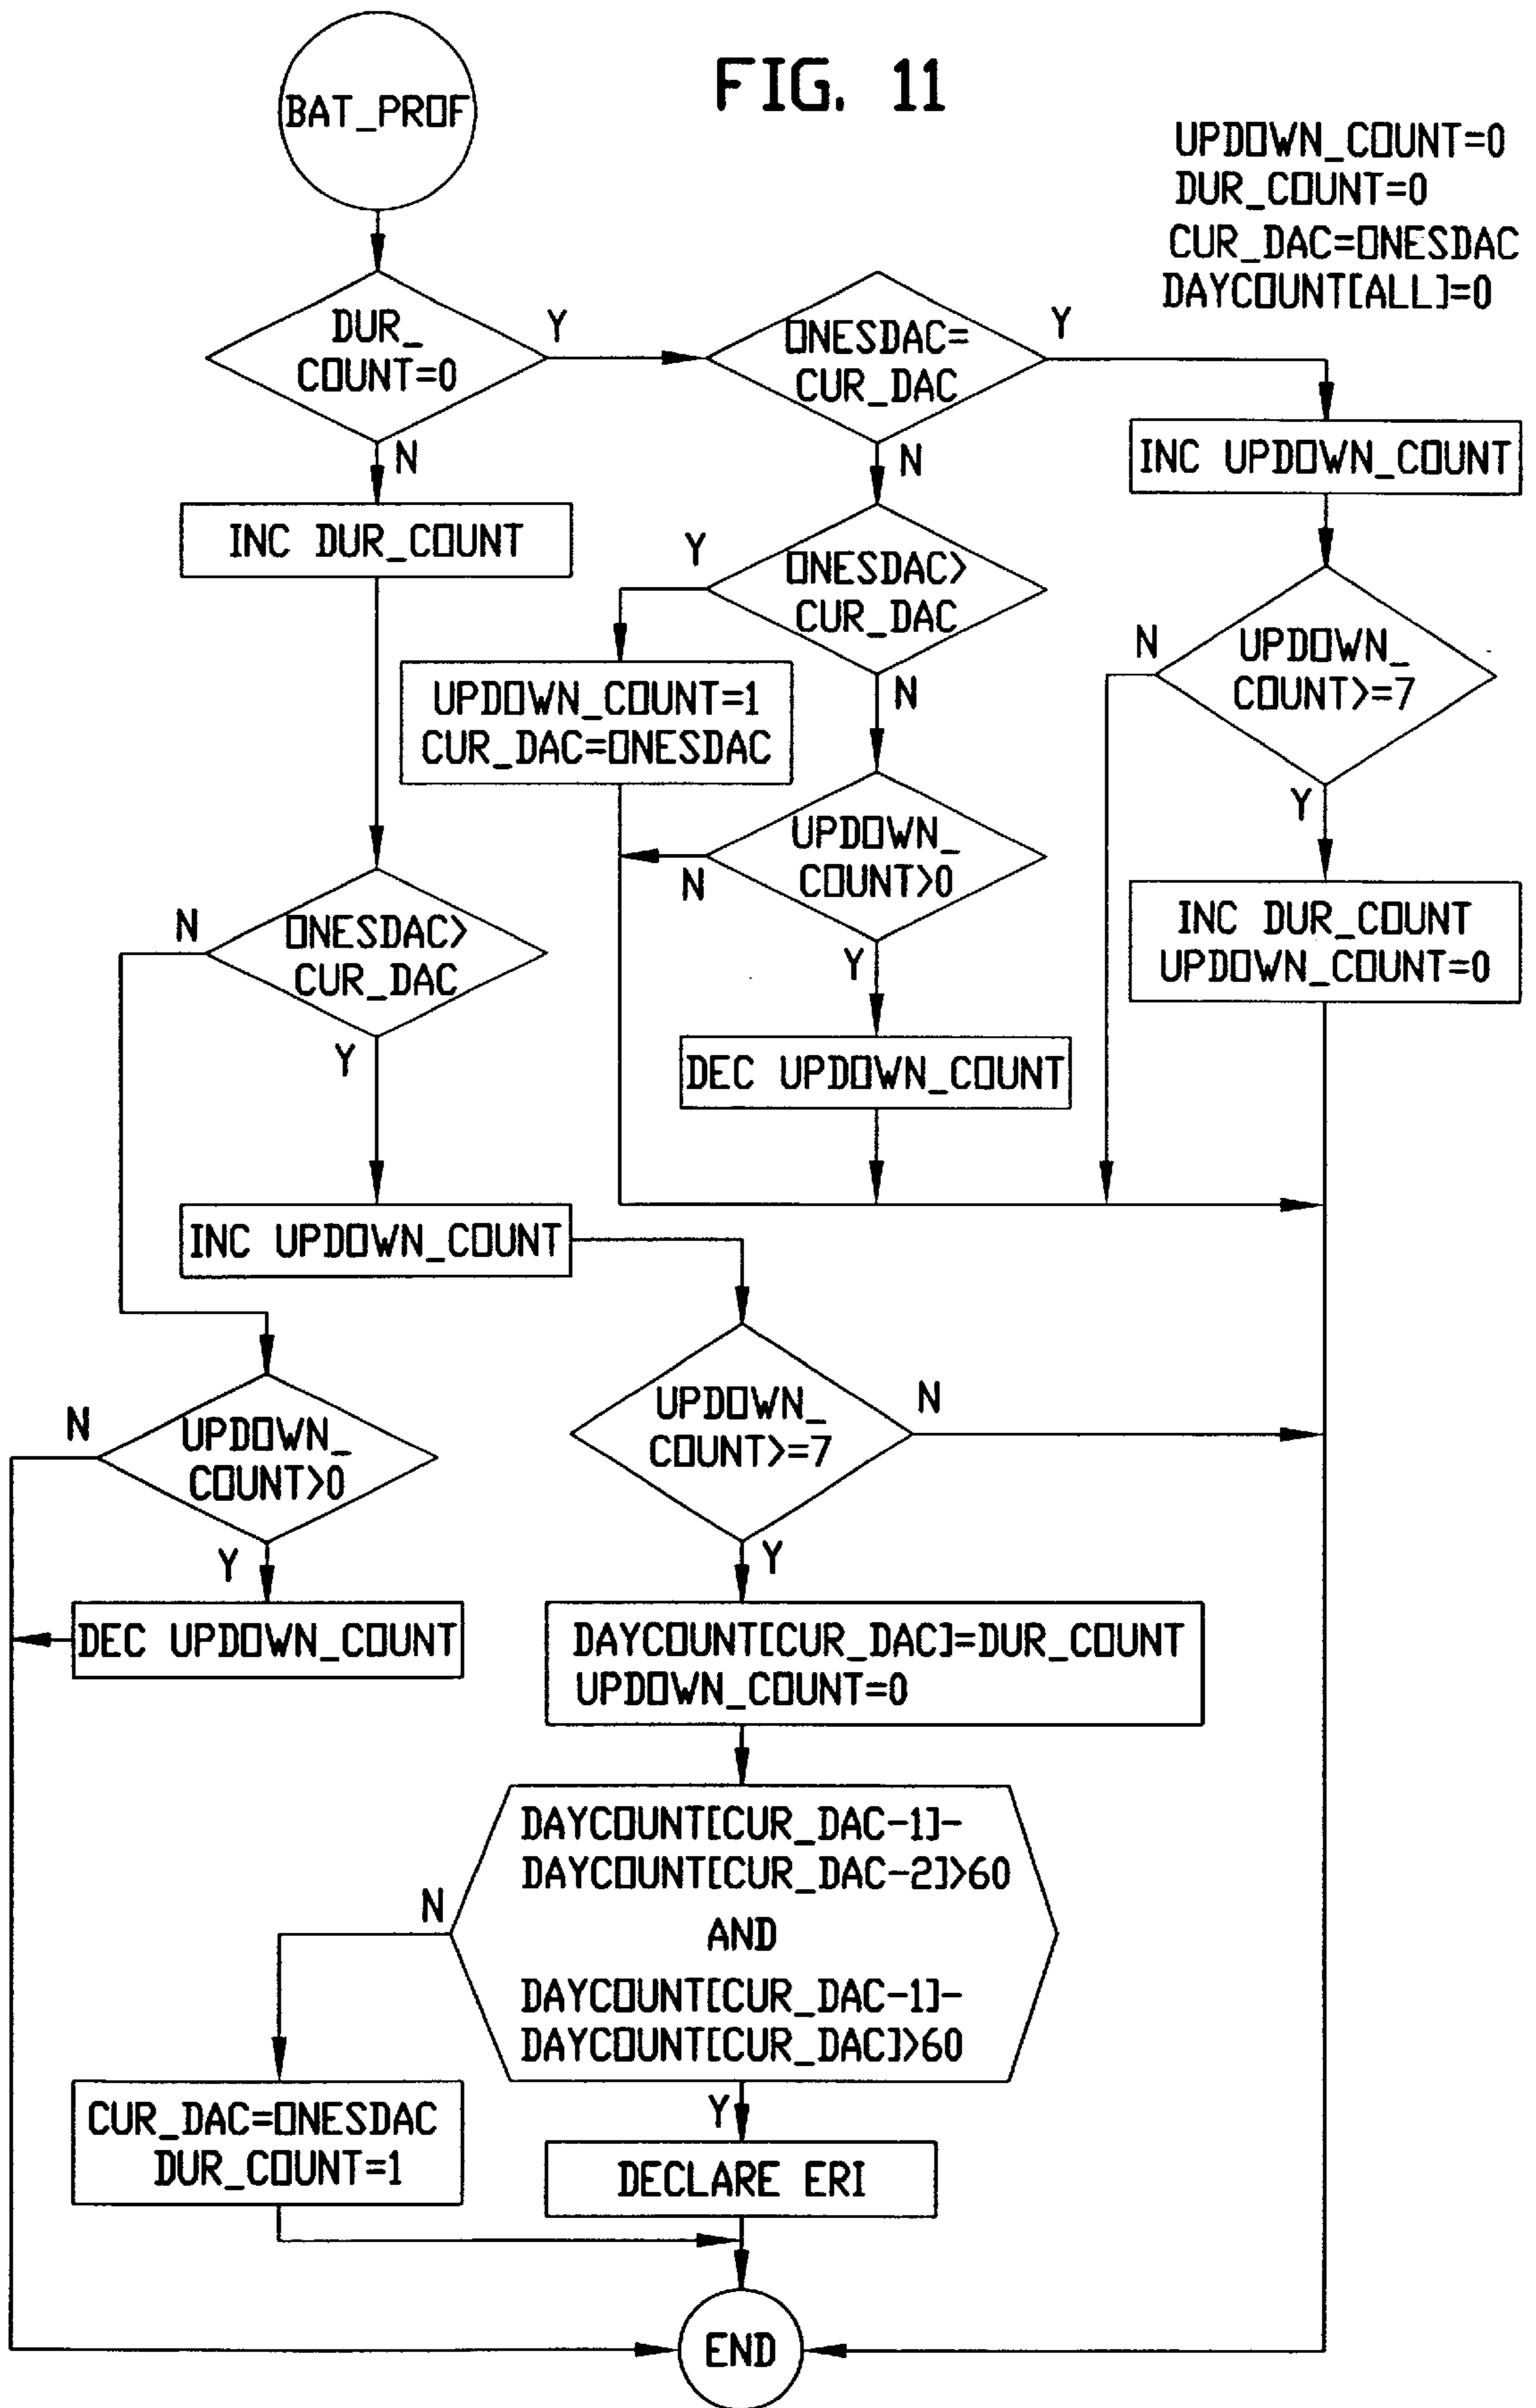 FIG. 11
BAT_PROF
UPDOWN_COUNT=0
DUR_COUNT=0
CUR_DAC=ONESDAC
DAYCOUNT[ALL]=0
DUR_
COUNT=0
Y
N
ONESDAC=
CUR_DAC
Y
N
INC UPDOWN_COUNT
INC DUR_COUNT
ONESDAC>
CUR_DAC
Y
N
UPDOWN_
COUNT>=7
N
Y
UPDOWN_COUNT=1
CUR_DAC=ONESDAC
UPDOWN_
COUNT>0
N
Y
INC DUR_COUNT
UPDOWN_COUNT=0
ONESDAC>
CUR_DAC
N
Y
DEC UPDOWN_COUNT
INC UPDOWN_COUNT
UPDOWN_
COUNT>0
N
Y
UPDOWN_
COUNT>=7
N
Y
DEC UPDOWN_COUNT
DAYCOUNT[CUR_DAC]=DUR_COUNT
UPDOWN_COUNT=0
DAYCOUNT[CUR_DAC-1]-
DAYCOUNT[CUR_DAC-2]>60
AND
DAYCOUNT[CUR_DAC-1]-
DAYCOUNT[CUR_DAC]>60
N
Y
CUR_DAC=ONESDAC
DUR_COUNT=1
DECLARE ERI
END